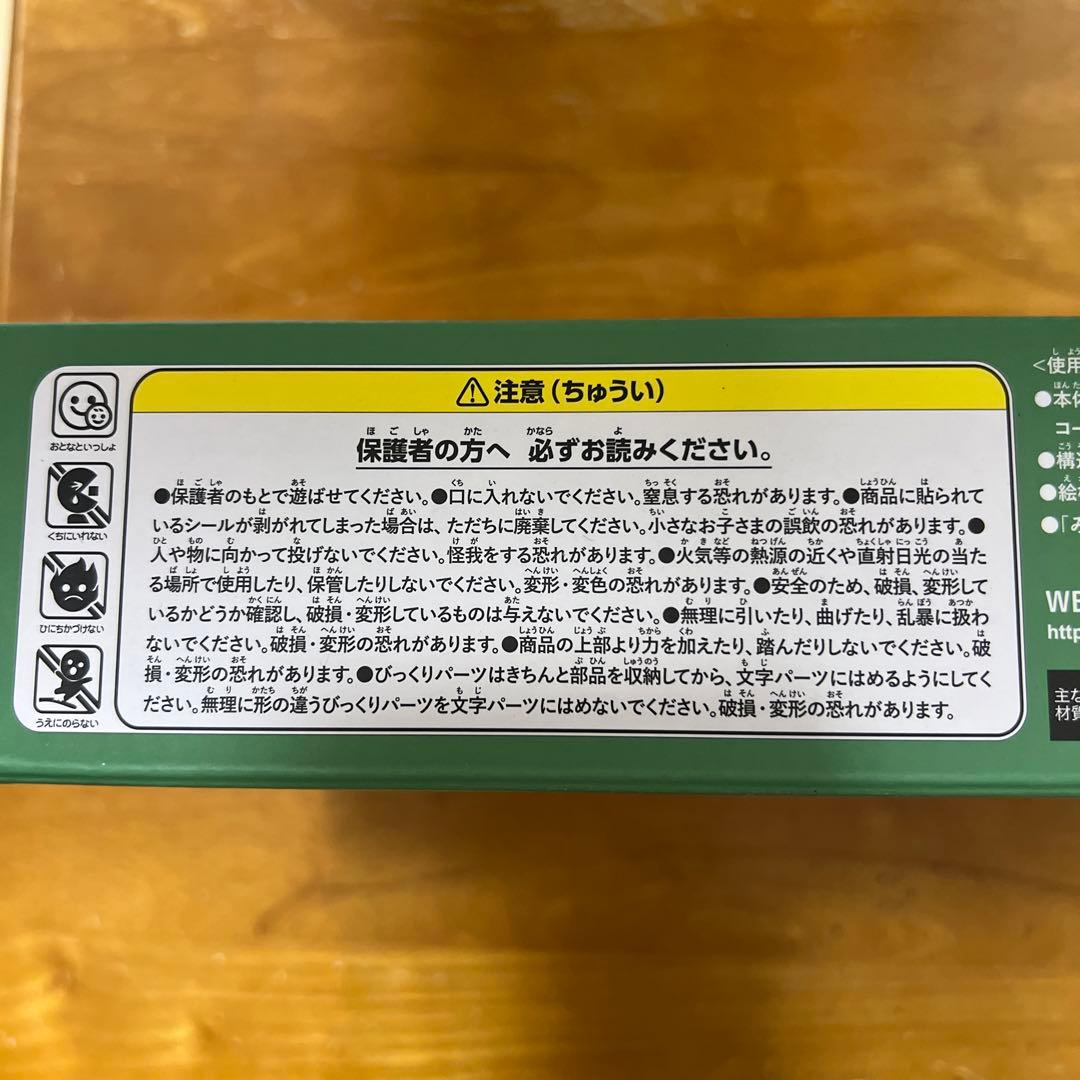 おとなといっしょ
くちにいれない
ひにちかづけない
うえにのらない
⚠注意(ちゅうい)
保護者の方へ 必ずお読みください。
●保護者のもとで遊ばせてください。●口に入れないでください。窒息する恐れがあります。●商品に貼られて
いるシールが剥がれてしまった場合は、ただちに廃棄してください。小さなお子さまの誤飲の恐れがあります。●
人や物に向かって投げないでください。怪我をする恐れがあります。●火気等の熱源の近くや直射日光の当た
る場所で使用したり、保管したりしないでください。変形・変色の恐れがあります。●安全のため、破損、変形して
いるかどうか確認し、破損・変形しているものは与えないでください。●無理に引いたり、曲げたり、乱暴に扱わ
ないでください。破損・変形の恐れがあります。●商品の上部より力を加えたり、踏んだりしないでください。破
損・変形の恐れがあります。●びっくりパーツはきちんと部品を収納してから、文字パーツにはめるようにしてく
ださい。無理に形の違うびっくりパーツを文字パーツにはめないでください。破損・変形の恐れがあります。
<使用
●本体
コー
●構造
●絵
●「み
WE
http
主な
材質